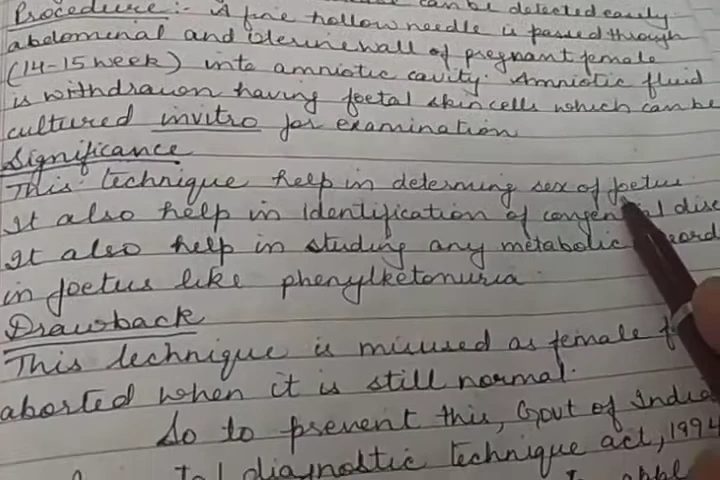 can be detected easily
Procedure :- A fine hollow needle is passed through
abdominal and uterine wall of pregnant female
(14-15 week) into amniotic cavity. Amniotic fluid
is withdrawn having foetal skin cells which can be
cultured invitro for examination
Significance
This technique help in determing sex of foetus.
It also help in identification of congenital dise
It also help in studing any metabolic
in foetus like phenylketonuria.
Drawback
This technique is misused as female f
aborted when it is still normal.
So to prevent this, Govt of India
diagnostic technique act, 1994